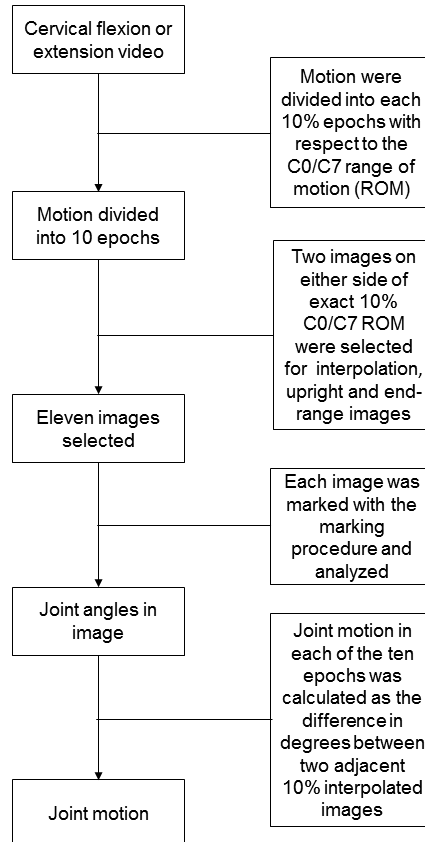 Cervical flexion or
extension video
Motion were
divided into each
10% epochs with
respect to the
C0/C7 range of
motion (ROM)
Motion divided
into 10 epochs
Two images on
either side of
exact 10%
C0/C7 ROM
were selected
for interpolation,
upright and end-
range images
Eleven images
selected
Each image was
marked with the
marking
procedure and
analyzed
Joint angles in
image
Joint motion in
each of the ten
epochs was
calculated as the
difference in
degrees between
two adjacent
10% interpolated
images
Joint motion